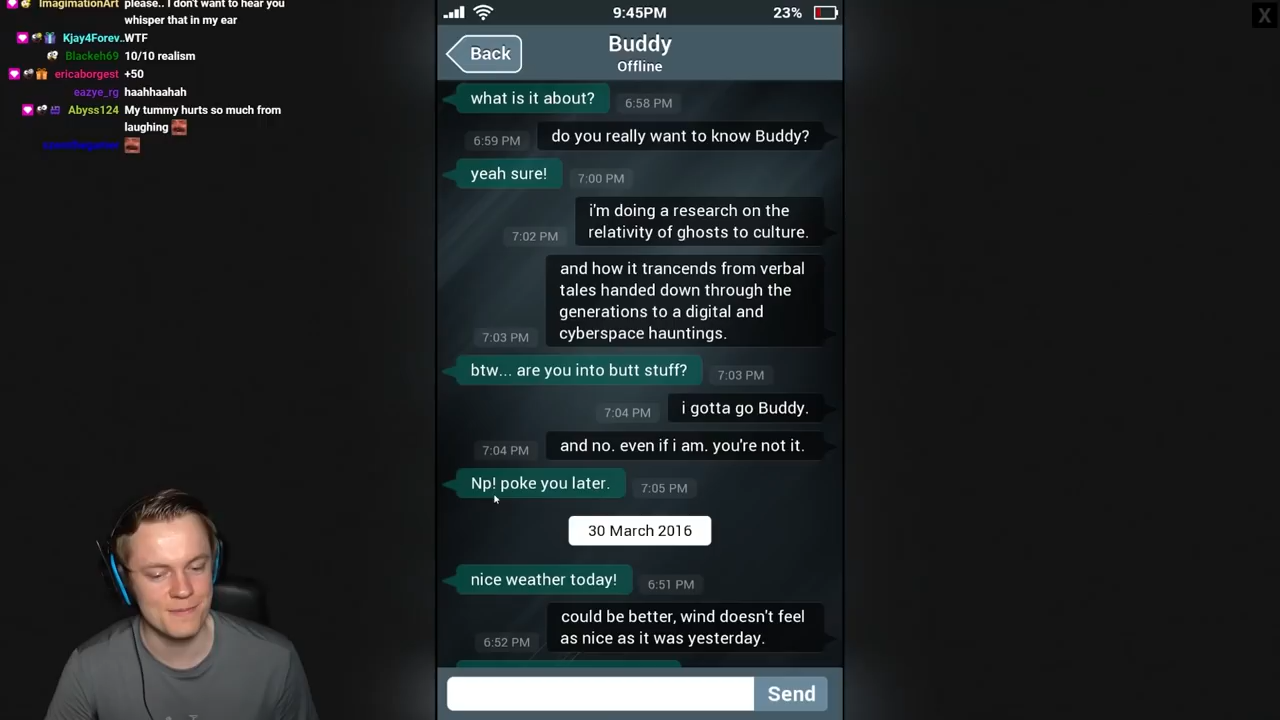 ImaginationArt please.. I don't want to hear you
whisper that in my ear
Kjay4Forev.. WTF
Blackeh69 10/10 realism
ericaborgest +50
eazye_rg haahhaahah
Abyss124 My tummy hurts so much from
laughing
9:45PM
23%
X
Back
Buddy
Offline
what is it about?
6:58 PM
6:59 PM
do you really want to know Buddy?
yeah sure!
7:00 PM
i'm doing a research on the
relativity of ghosts to culture.
7:02 PM
and how it trancends from verbal
tales handed down through the
generations to a digital and
cyberspace hauntings.
7:03 PM
btw... are you into butt stuff?
7:03 PM
7:04 PM
i gotta go Buddy.
7:04 PM
and no. even if i am. you're not it.
Np! poke you later.
7:05 PM
30 March 2016
nice weather today!
6:51 PM
could be better, wind doesn't feel
as nice as it was yesterday.
6:52 PM
Send